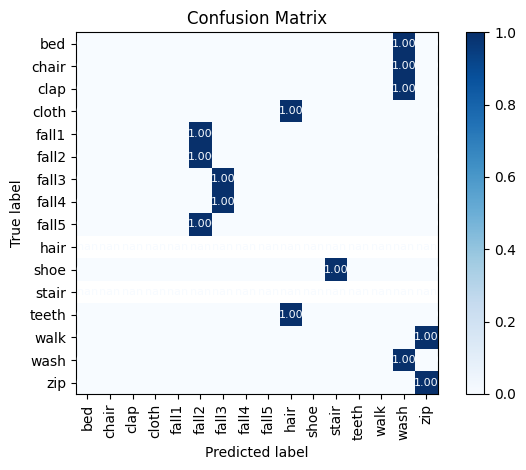 Confusion Matrix
True label
bed 1.00
chair 1.00
clap 1.00
cloth 1.00
fall1 1.00
fall2 1.00
fall3 1.00
fall4 1.00
fall5 1.00
hair
shoe 1.00
stair
teeth 1.00
walk 1.00
wash 1.00
zip 1.00
bed chair clap cloth fall1 fall2 fall3 fall4 fall5 hair shoe stair teeth walk wash zip
Predicted label
1.0
0.8
0.6
0.4
0.2
0.0